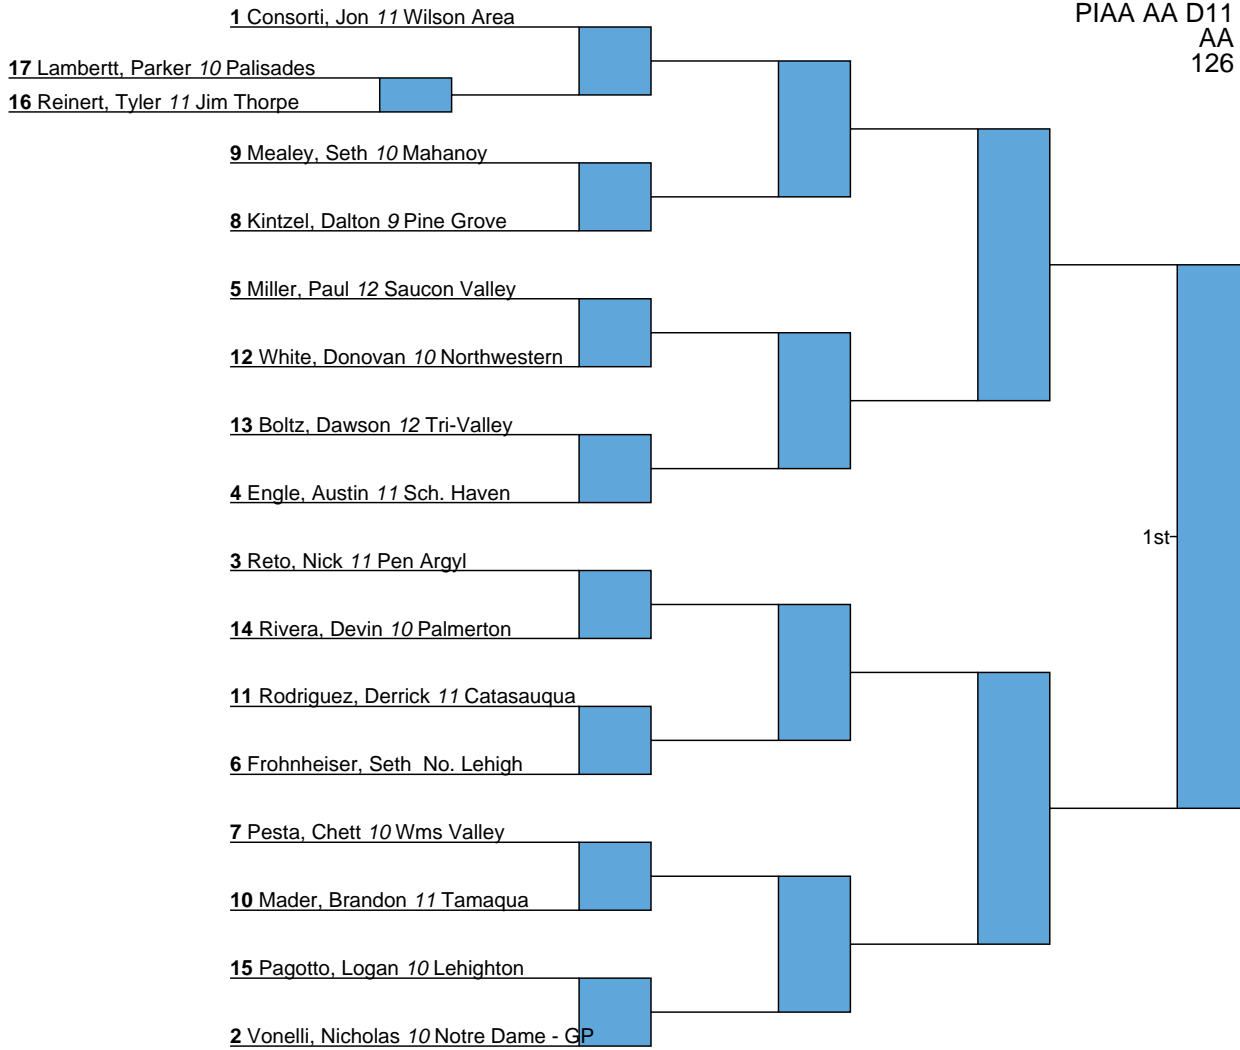 PIAA AA D11
AA
126
1 Consorti, Jon 11 Wilson Area
17 Lambertt, Parker 10 Palisades
16 Reinert, Tyler 11 Jim Thorpe
9 Mealey, Seth 10 Mahanoy
8 Kintzel, Dalton 9 Pine Grove
5 Miller, Paul 12 Saucon Valley
12 White, Donovan 10 Northwestern
13 Boltz, Dawson 12 Tri-Valley
4 Engle, Austin 11 Sch. Haven
3 Reto, Nick 11 Pen Argyl
14 Rivera, Devin 10 Palmerton
11 Rodriguez, Derrick 11 Catasauqua
6 Frohnheiser, Seth  No. Lehigh
7 Pesta, Chett 10 Wms Valley
10 Mader, Brandon 11 Tamaqua
15 Pagotto, Logan 10 Lehighton
2 Vonelli, Nicholas 10 Notre Dame - GP
1st